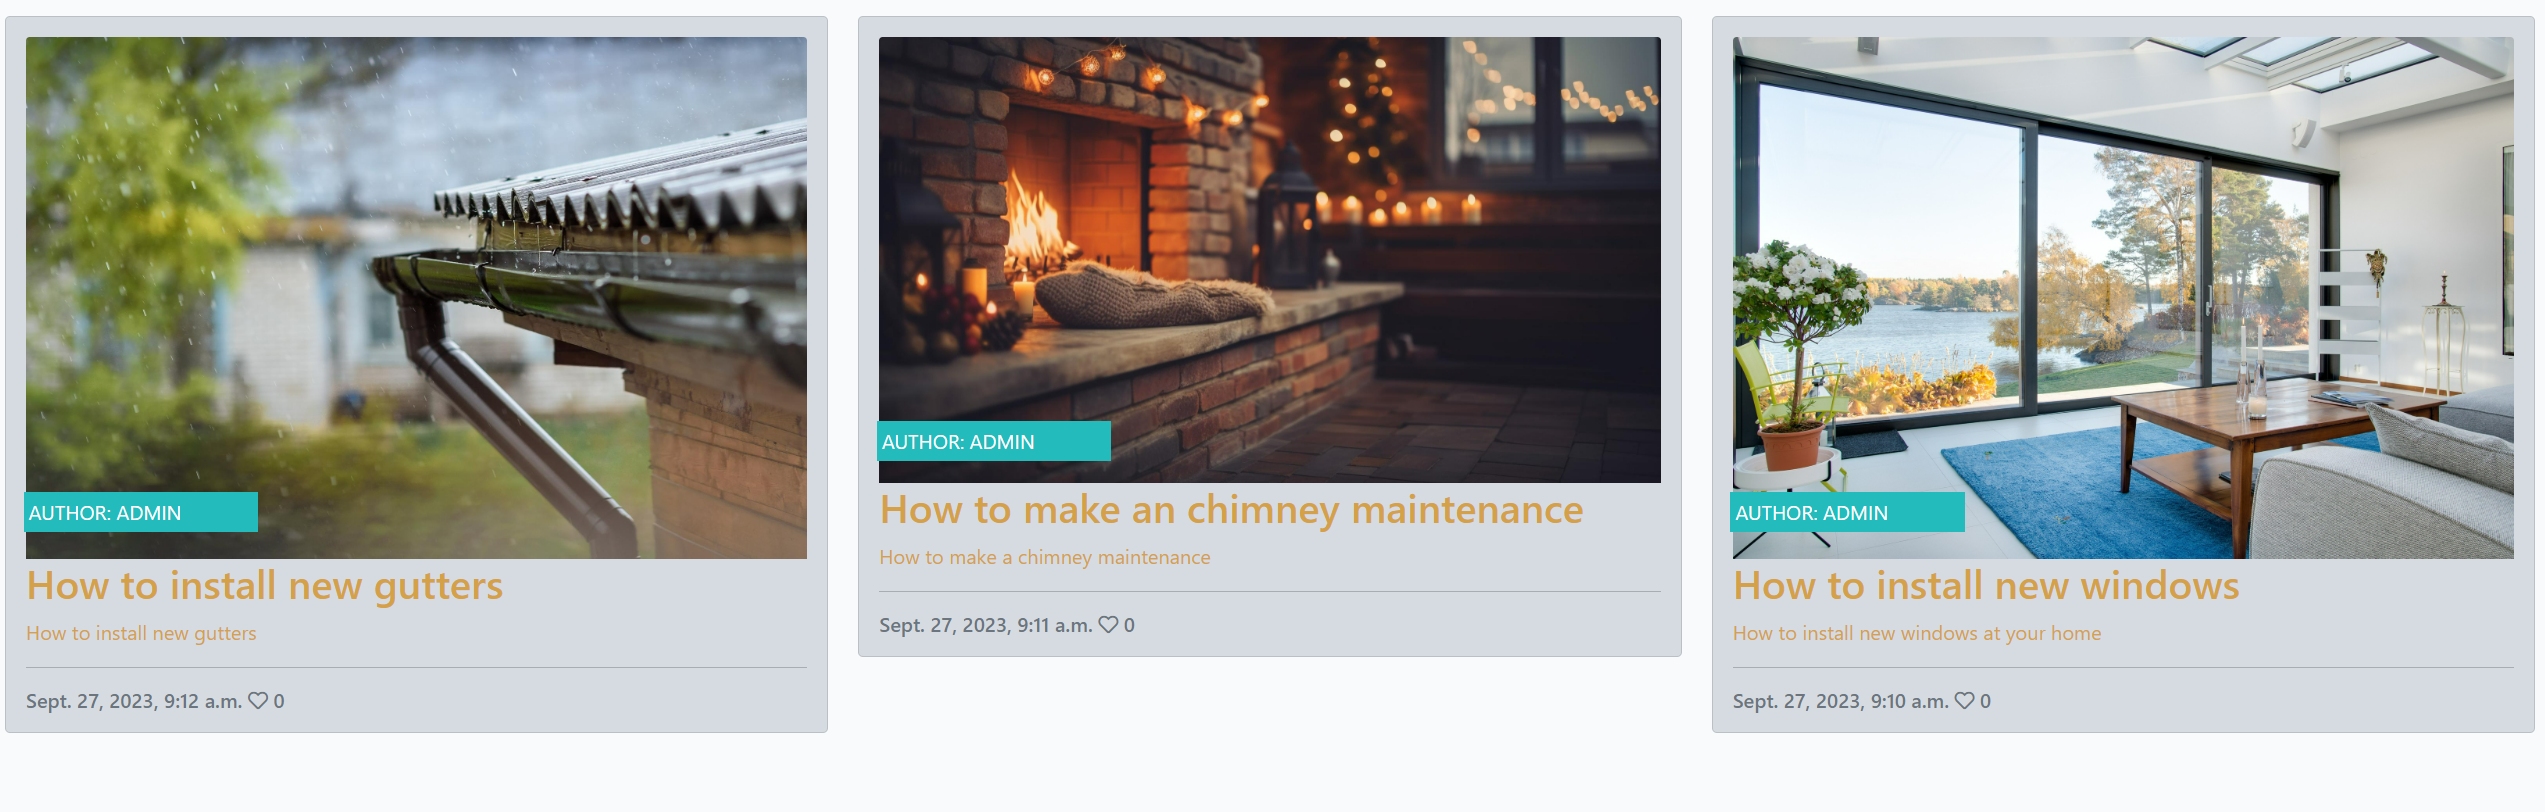 AUTHOR: ADMIN
How to install new gutters
How to install new gutters
Sept. 27, 2023, 9:12 a.m. 0
AUTHOR: ADMIN
How to make an chimney maintenance
How to make a chimney maintenance
Sept. 27, 2023, 9:11 a.m. 0
AUTHOR: ADMIN
How to install new windows
How to install new windows at your home
Sept. 27, 2023, 9:10 a.m. 0